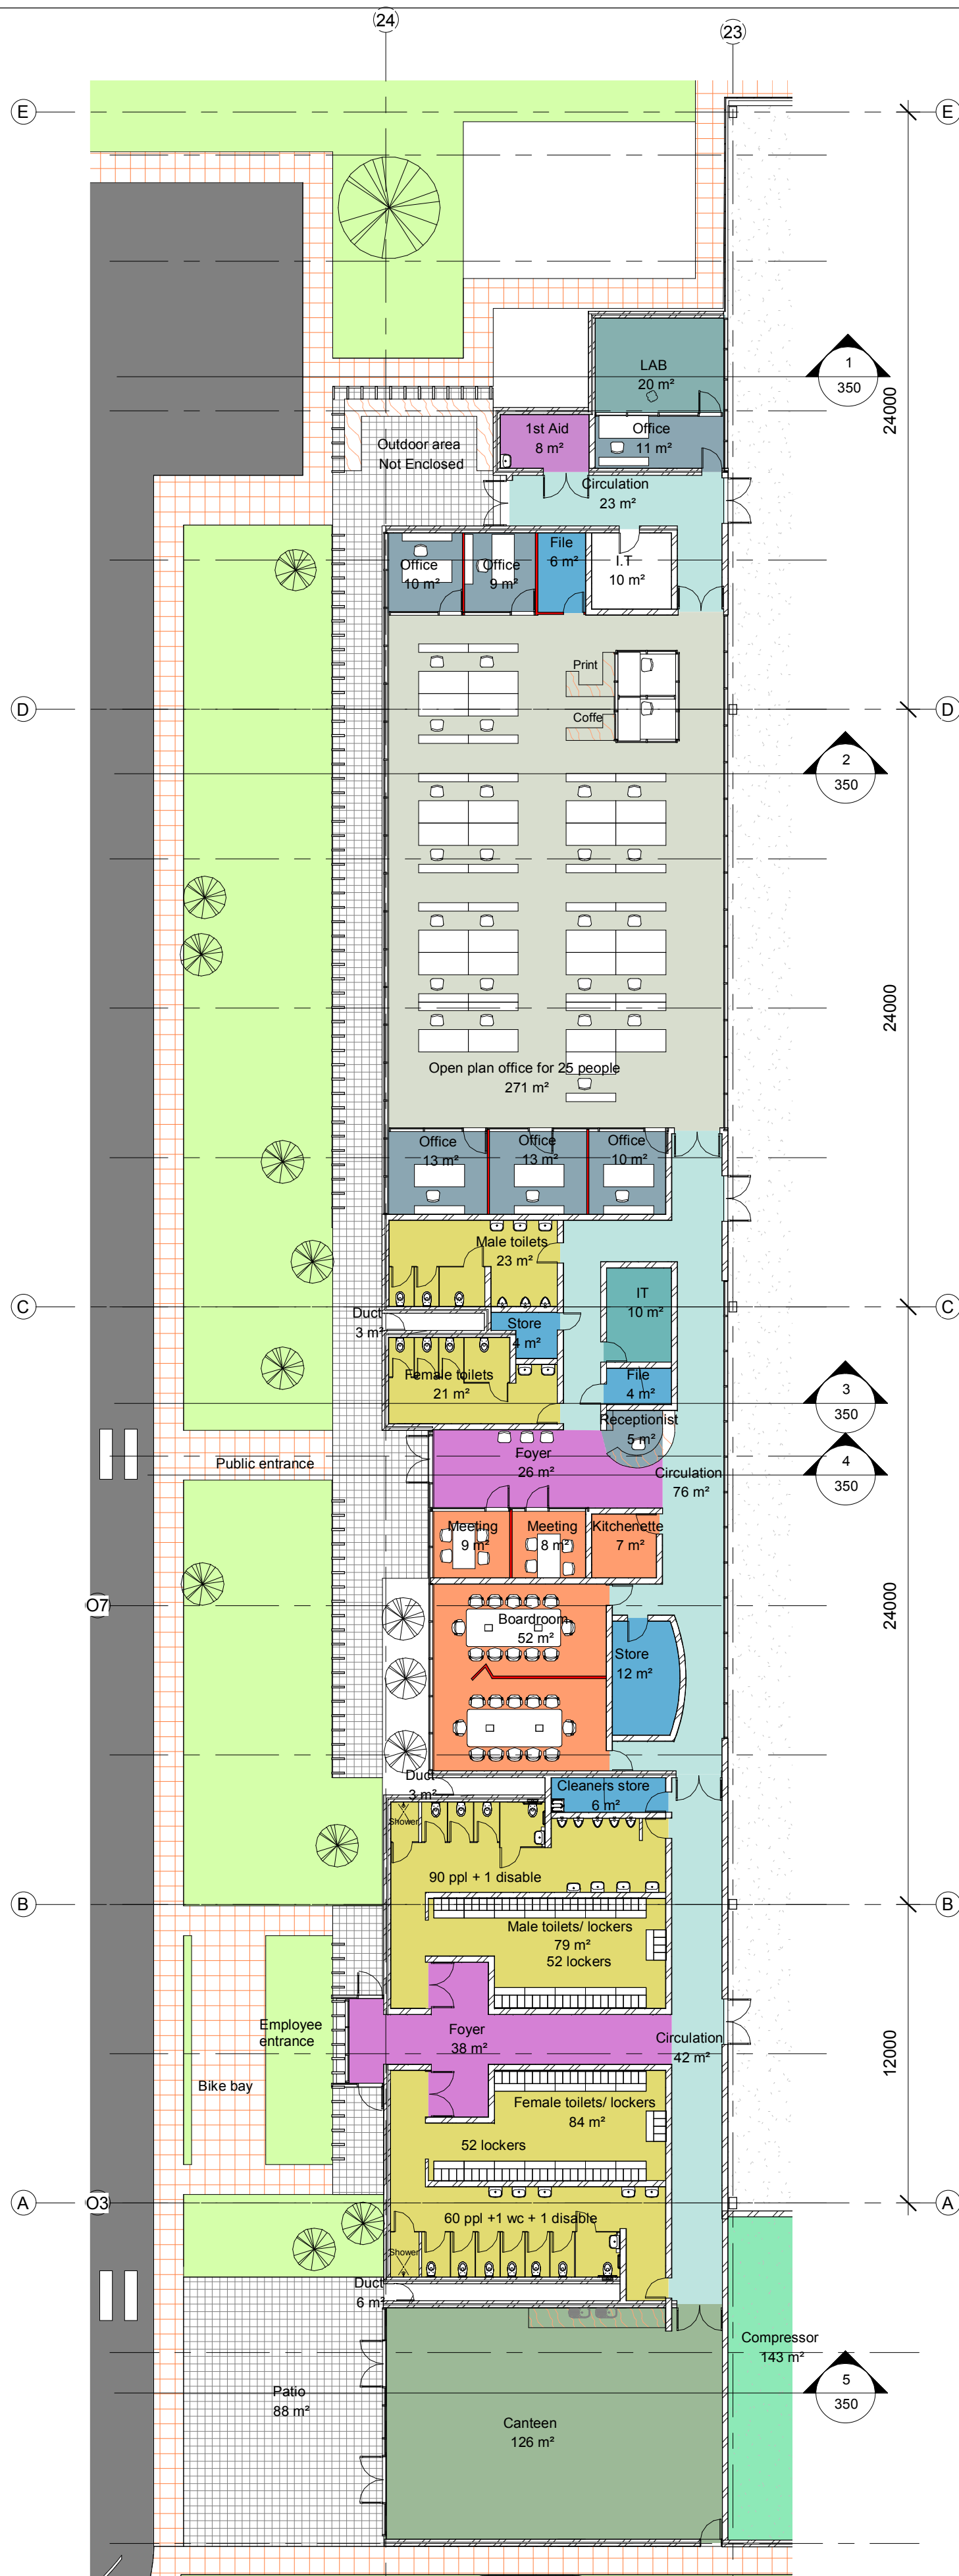 24
23
E
E
LAB
20 m²
1
350
24000
1st Aid
8 m²
Office
11 m²
Outdoor area
Not Enclosed
Circulation
23 m²
Office
10 m²
Office
9 m²
File
6 m²
I.T
10 m²
Print
D
D
Coffe
2
350
24000
Open plan office for 25 people
271 m²
Office
13 m²
Office
13 m²
Office
10 m²
Male toilets
23 m²
IT
10 m²
C
C
Duct
3 m²
Store
4 m²
Female toilets
21 m²
File
4 m²
3
350
Receptionist
5 m²
Public entrance
Foyer
26 m²
Circulation
76 m²
4
350
Meeting
9 m²
Meeting
8 m²
Kitchenette
7 m²
O7
24000
Boardroom
52 m²
Store
12 m²
Duct
3 m²
Cleaners store
6 m²
Shower
90 ppl + 1 disable
B
B
Male toilets/ lockers
79 m²
52 lockers
Employee
entrance
Foyer
38 m²
Circulation
42 m²
12000
Bike bay
Female toilets/ lockers
84 m²
52 lockers
A
O3
A
60 ppl +1 wc + 1 disable
Shower
Duct
6 m²
Compressor
143 m²
Patio
88 m²
5
350
Canteen
126 m²